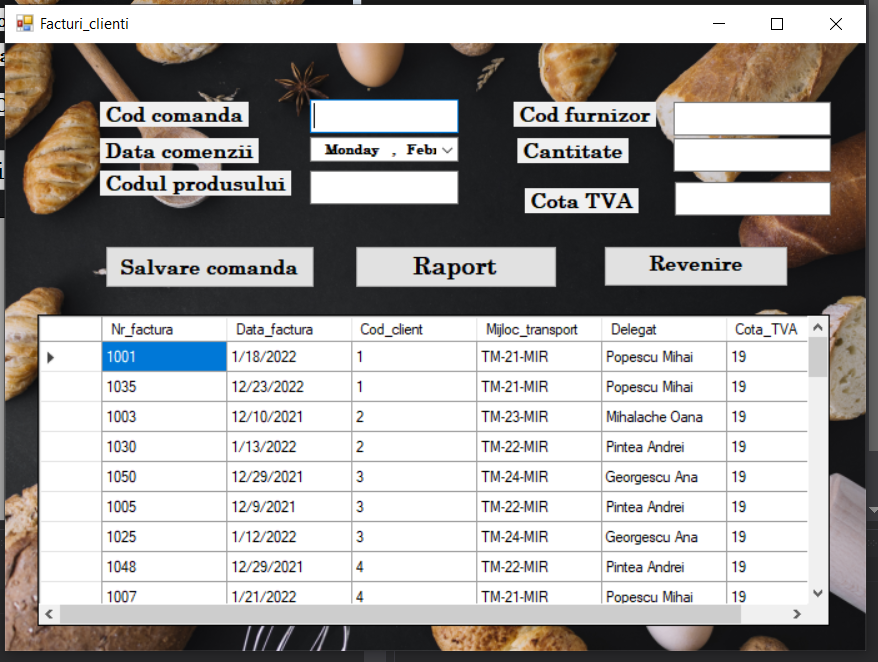 Facturi_clienti
Cod comanda
Cod furnizor
Data comenzii
Monday , Febr
Cantitate
Codul produsului
Cota TVA
Salvare comanda
Raport
Revenire
Nr_factura Data_factura Cod_client Mijloc_transport Delegat Cota_TVA
1001 1/18/2022 1 TM-21-MIR Popescu Mihai 19
1035 12/23/2022 1 TM-21-MIR Popescu Mihai 19
1003 12/10/2021 2 TM-23-MIR Mihalache Oana 19
1030 1/13/2022 2 TM-22-MIR Pintea Andrei 19
1050 12/29/2021 3 TM-24-MIR Georgescu Ana 19
1005 12/9/2021 3 TM-22-MIR Pintea Andrei 19
1025 1/12/2022 3 TM-24-MIR Georgescu Ana 19
1048 12/29/2021 4 TM-22-MIR Pintea Andrei 19
1007 1/21/2022 4 TM-21-MIR Popescu Mihai 19